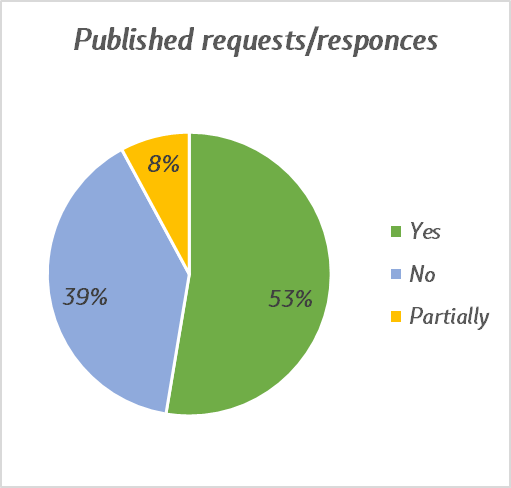 Published requests/responces
8%
Yes
No
39%
53%
Partially